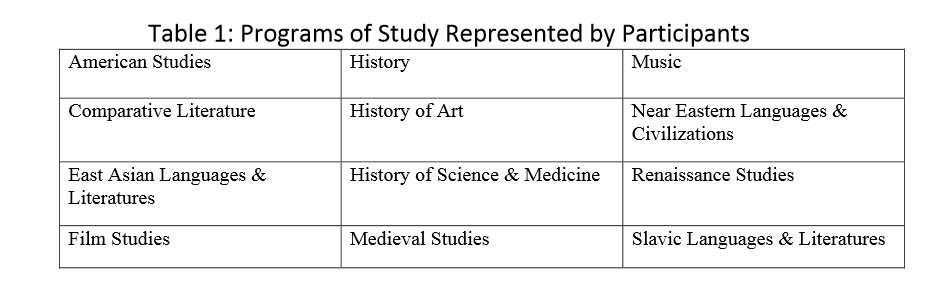 Table 1: Programs of Study Represented by Participants
American Studies
History
Music
Comparative Literature
History of Art
Near Eastern Languages &
Civilizations
East Asian Languages &
Literatures
History of Science & Medicine
Renaissance Studies
Film Studies
Medieval Studies
Slavic Languages & Literatures